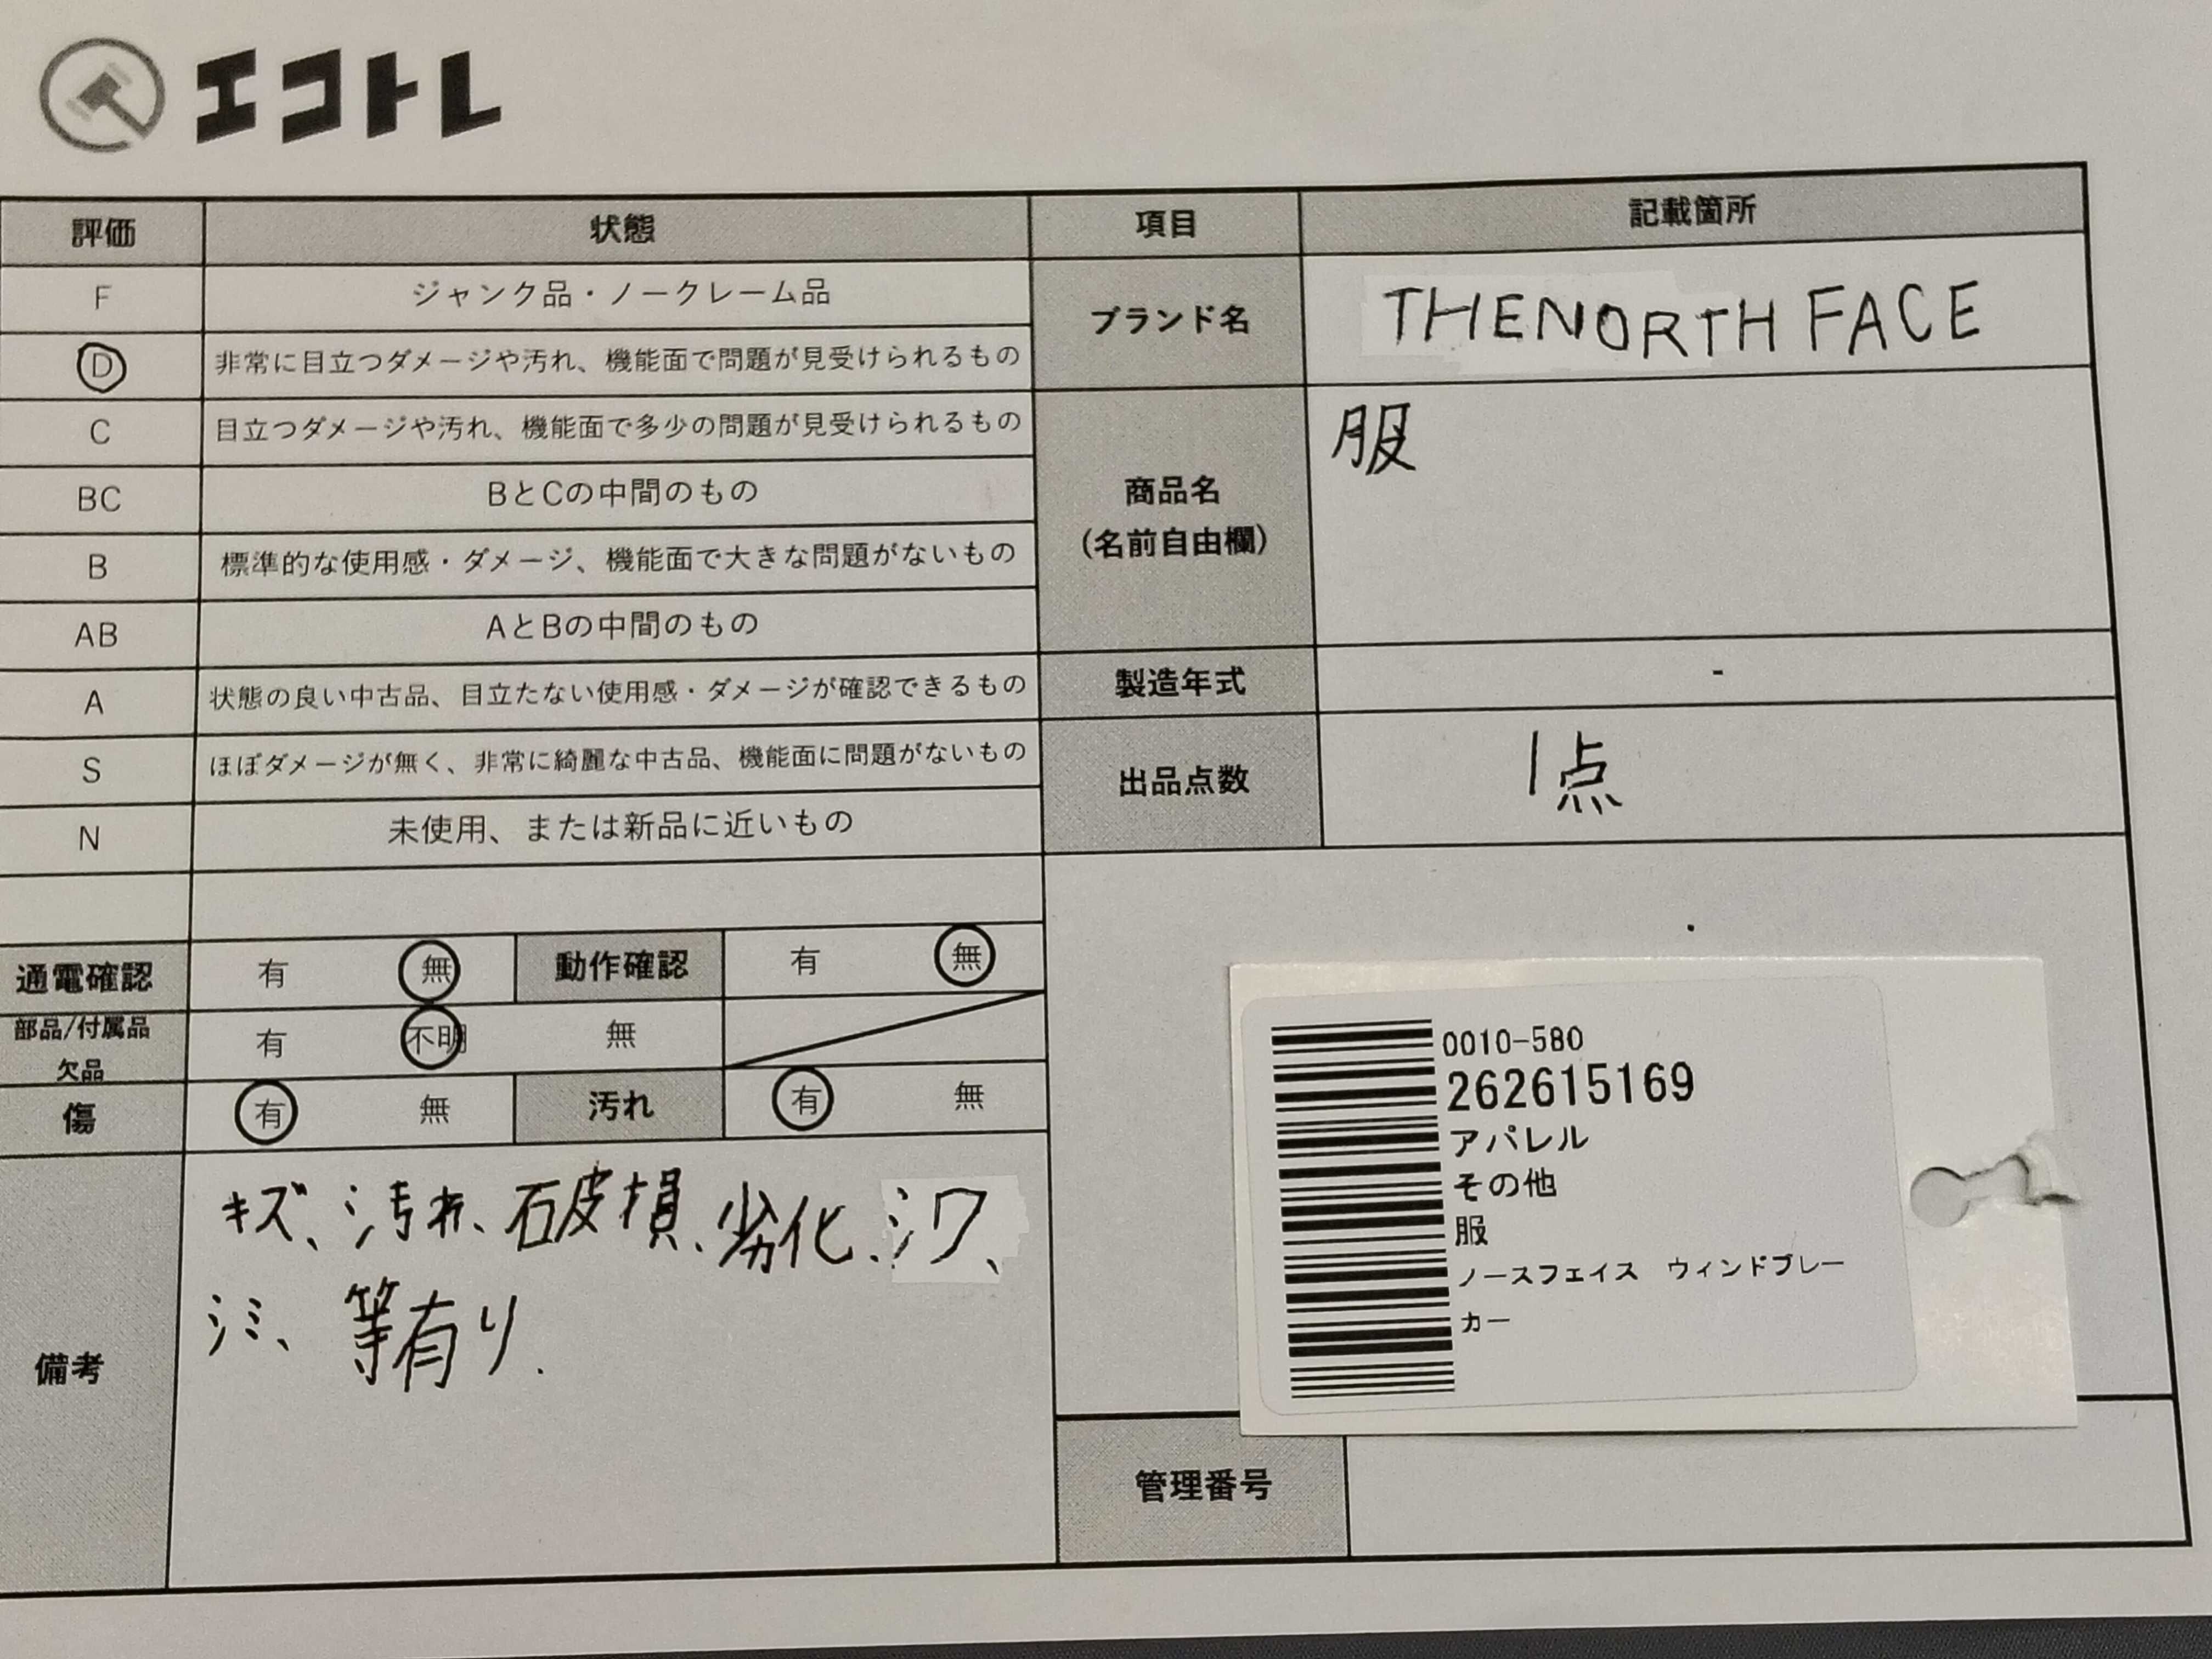 エコトレ
評価 状態 項目 記載箇所
F ジャンク品・ノークレーム品
D 非常に目立つダメージや汚れ、機能面で問題が見受けられるもの
C 目立つダメージや汚れ、機能面で多少の問題が見受けられるもの
BC BとCの中間のもの
B 標準的な使用感・ダメージ、機能面で大きな問題がないもの
AB AとBの中間のもの
A 状態の良い中古品、目立たない使用感・ダメージが確認できるもの
S ほぼダメージが無く、非常に綺麗な中古品、機能面に問題がないもの
N 未使用、または新品に近いもの
ブランド名 THENORTH FACE
商品名
(名前自由欄)
服
製造年式 -
出品点数 1点
通電確認 有 無 動作確認 有 無
部品/付属品
欠品
有 不明 無
傷 有 無 汚れ 有 無
備考
キズ、汚れ、破損、劣化、シワ、
シミ、等有り.
0010-580
262615169
アパレル
その他
服
ノースフェイス ウィンドブレー
カー
管理番号